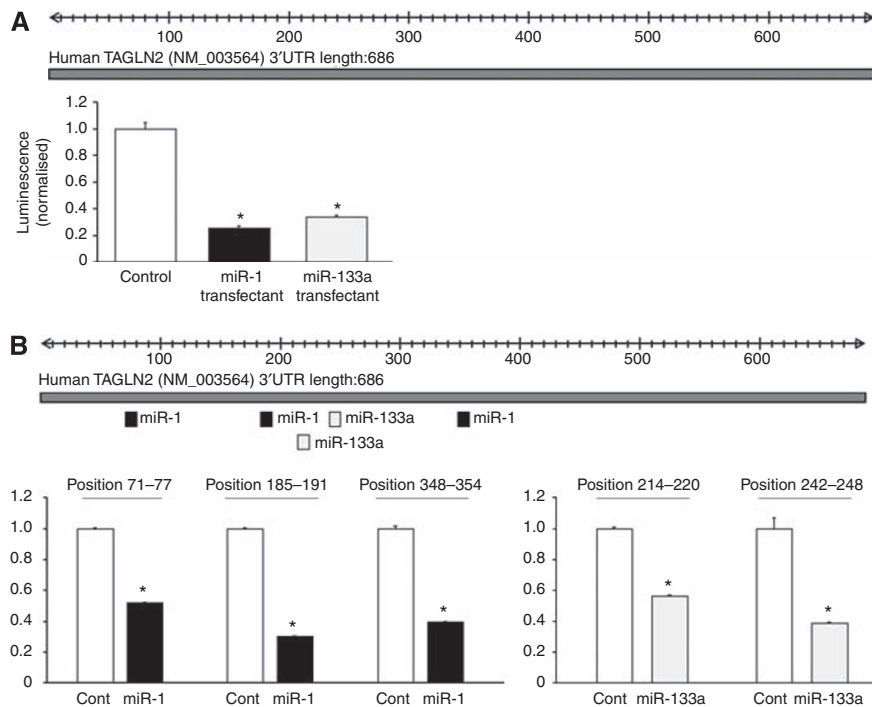 A
100 200 300 400 500 600
Human TAGLN2 (NM_003564) 3′UTR length:686
Luminescence
(normalised)
1.2
1.0
0.8
0.6
0.4
0.2
0
* *
Control miR-1 transfectant miR-133a transfectant
B
100 200 300 400 500 600
Human TAGLN2 (NM_003564) 3′UTR length:686
miR-1 miR-1 miR-133a miR-1
miR-133a
Position 71–77 Position 185–191 Position 348–354
1.2
1.0
0.8
0.6
0.4
0.2
0
* * *
Cont miR-1 Cont miR-1 Cont miR-1
Position 214–220 Position 242–248
1.2
1.0
0.8
0.6
0.4
0.2
0
* *
Cont miR-133a Cont miR-133a